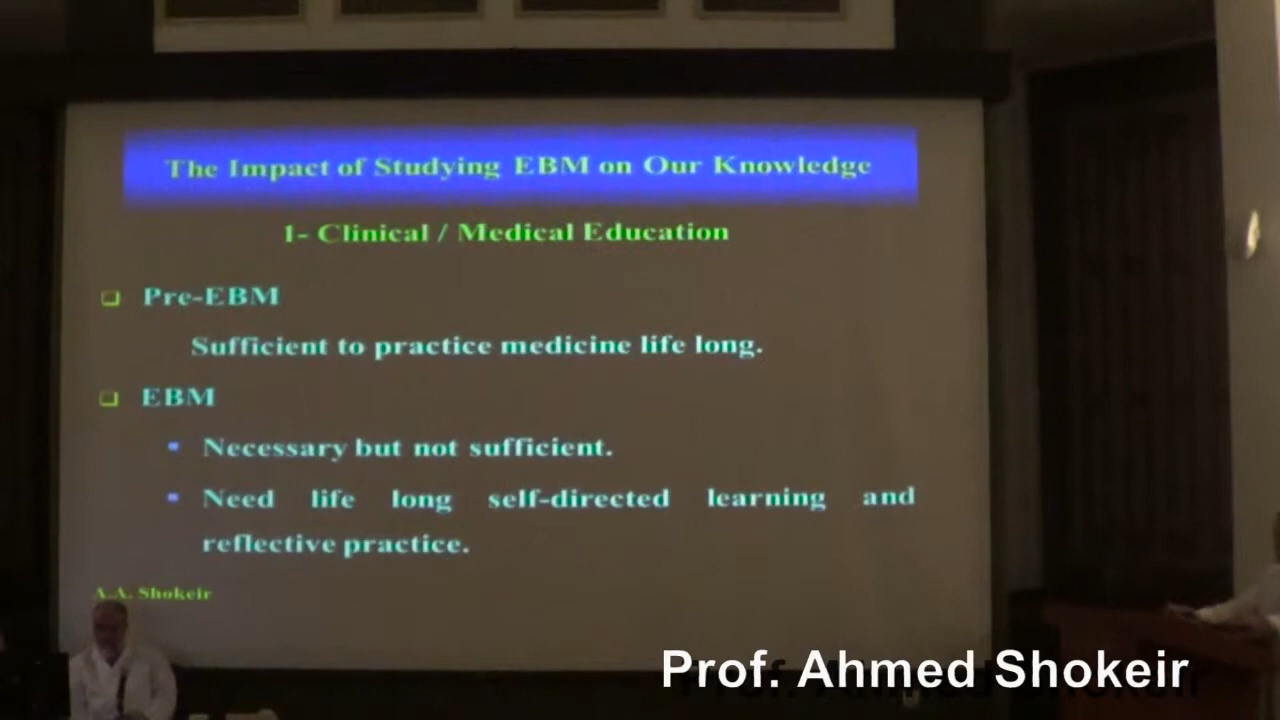 The Impact of Studying EBM on Our Knowledge
1- Clinical / Medical Education
Pre-EBM
Sufficient to practice medicine life long.
EBM
Necessary but not sufficient.
Need life long self-directed learning and
reflective practice.
A.A. Shokeir
Prof. Ahmed Shokeir